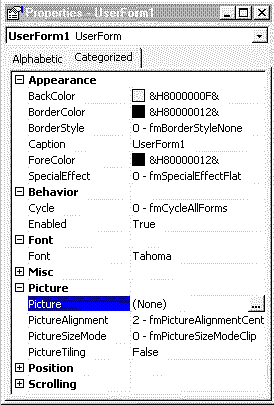 Properties - UserForm1
UserForm1 UserForm
Alphabetic Categorized
Appearance
BackColor &H8000000F&
BorderColor &H80000012&
BorderStyle 0 - fmBorderStyleNone
Caption UserForm1
ForeColor &H80000012&
SpecialEffect 0 - fmSpecialEffectFlat
Behavior
Cycle 0 - fmCycleAllForms
Enabled True
Font
Font Tahoma
Misc
Picture
Picture (None) ...
PictureAlignment 2 - fmPictureAlignmentCent
PictureSizeMode 0 - fmPictureSizeModeClip
PictureTiling False
Position
Scrolling